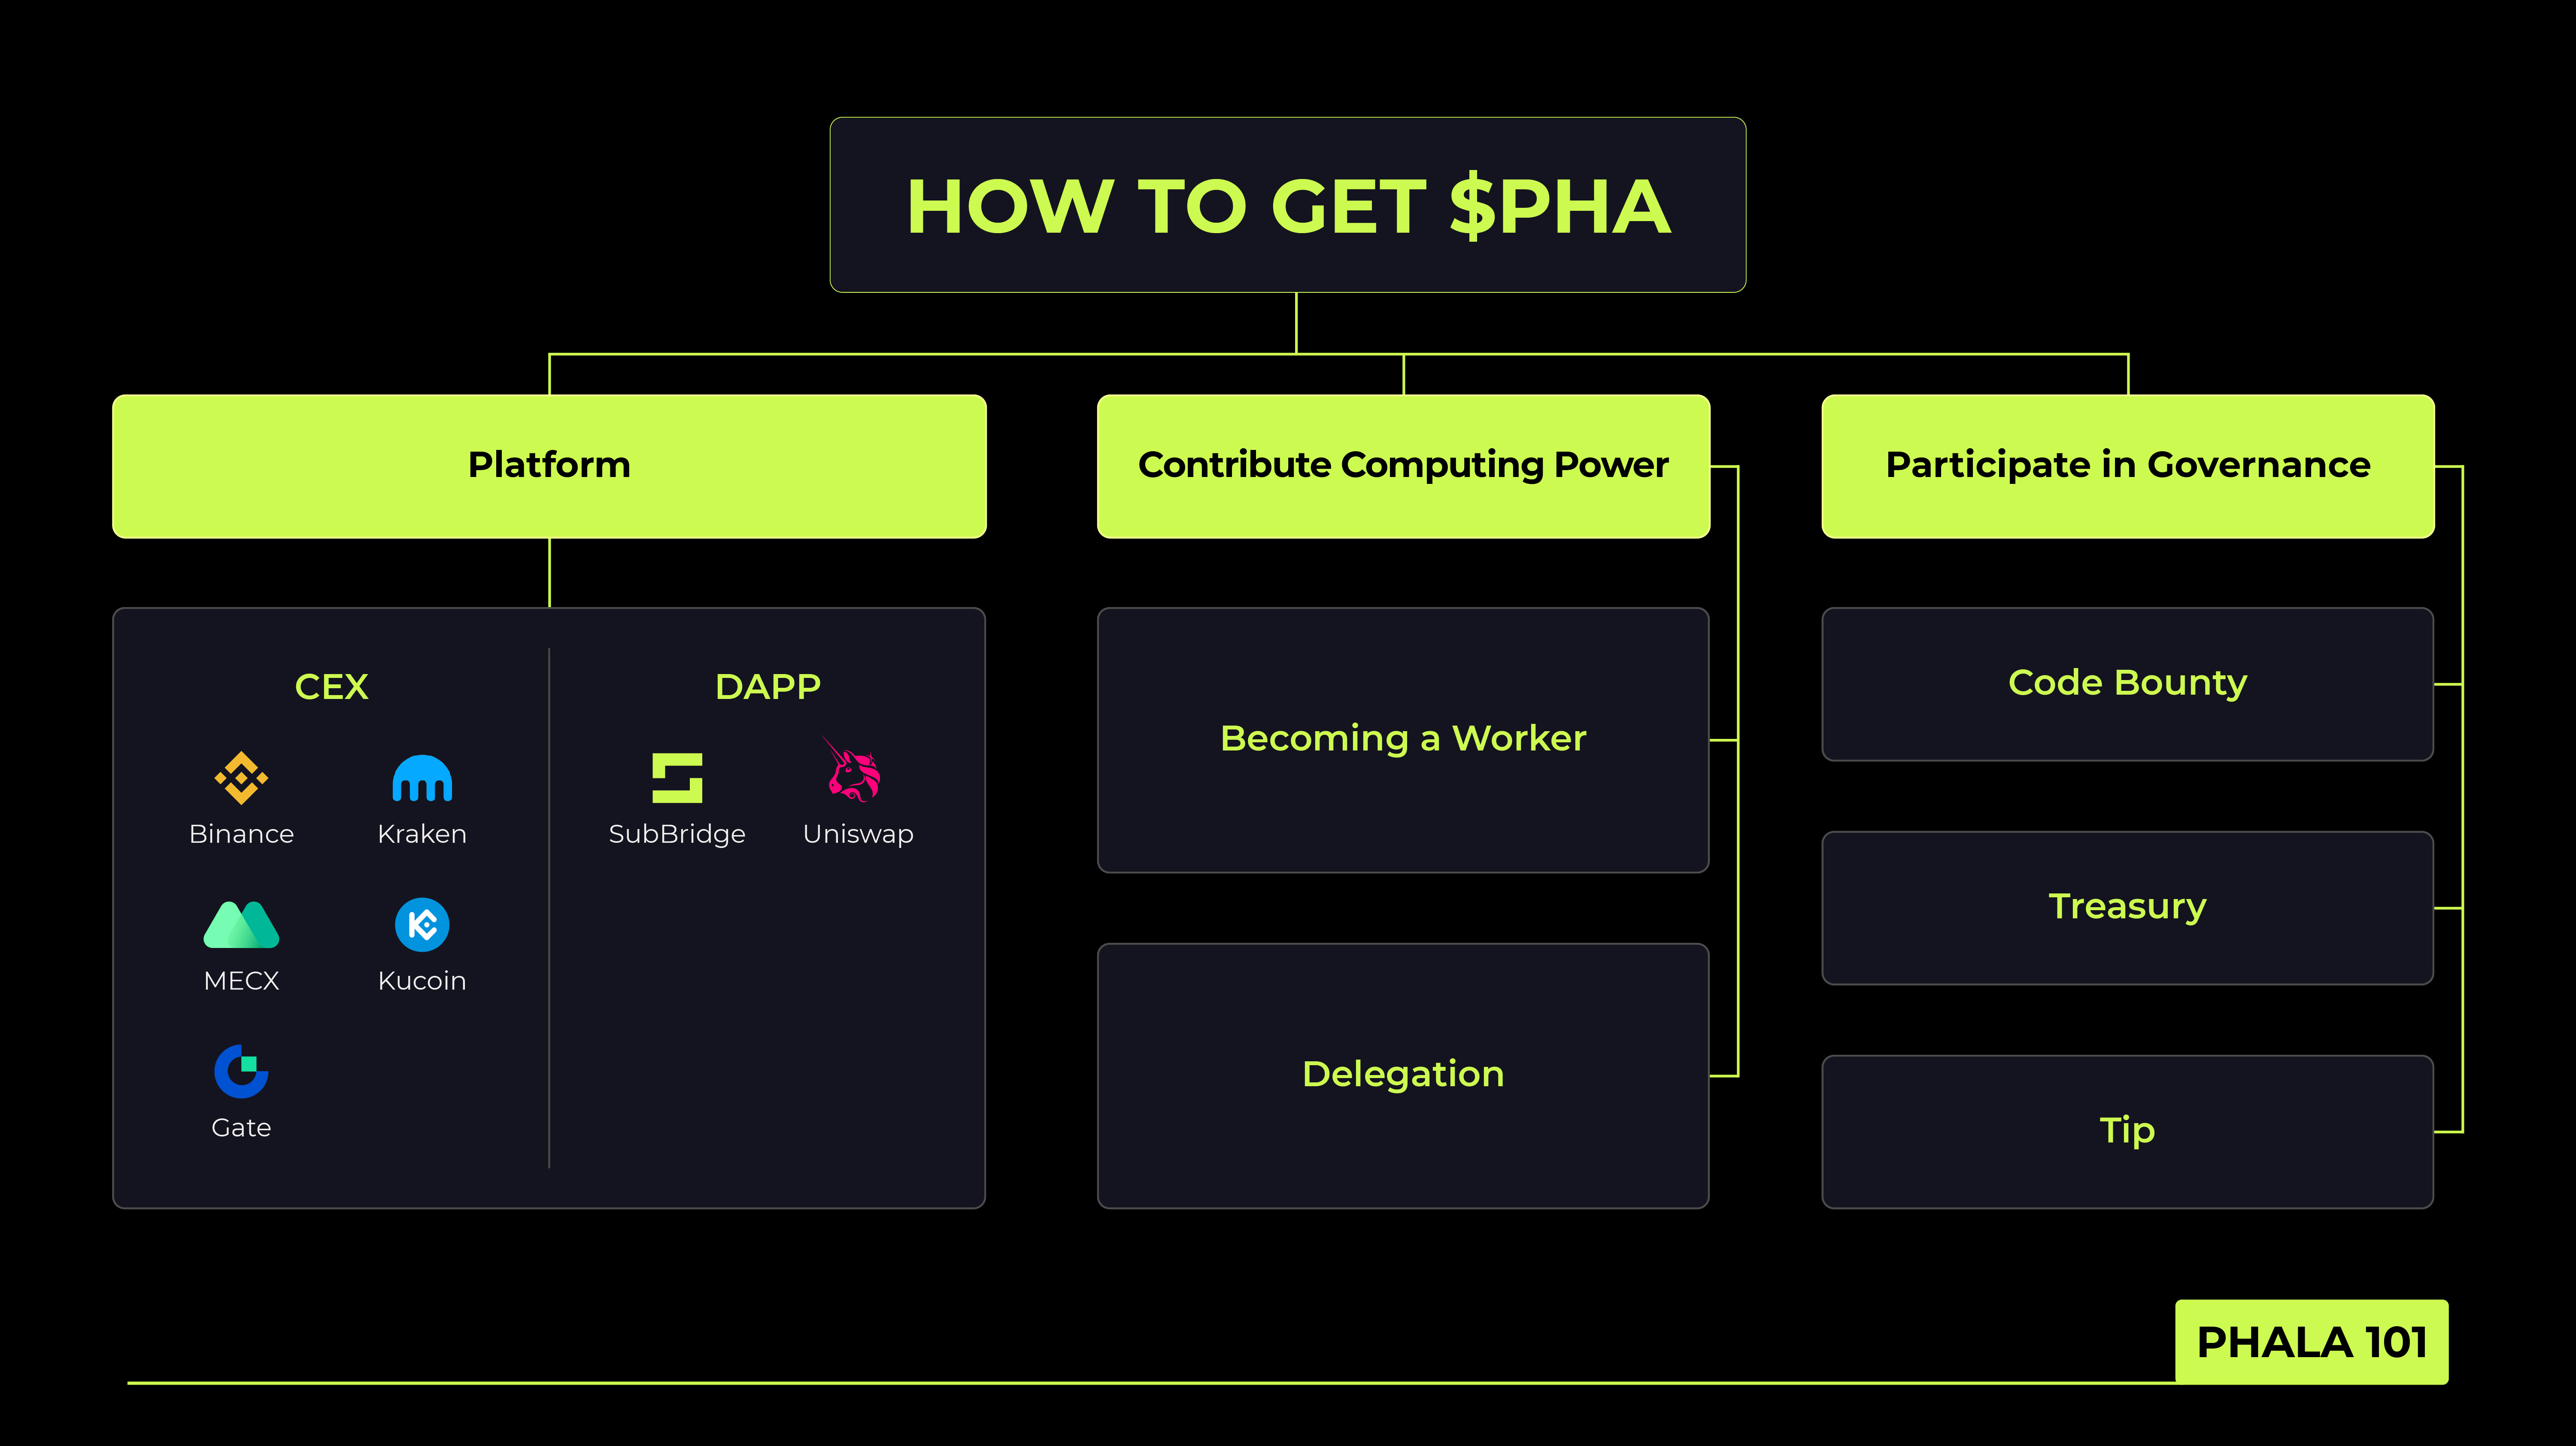 HOW TO GET $PHA
Platform
Contribute Computing Power
Participate in Governance
CEX
DAPP
Binance
Kraken
SubBridge
Uniswap
MECX
Kucoin
Gate
Becoming a Worker
Delegation
Code Bounty
Treasury
Tip
PHALA 101